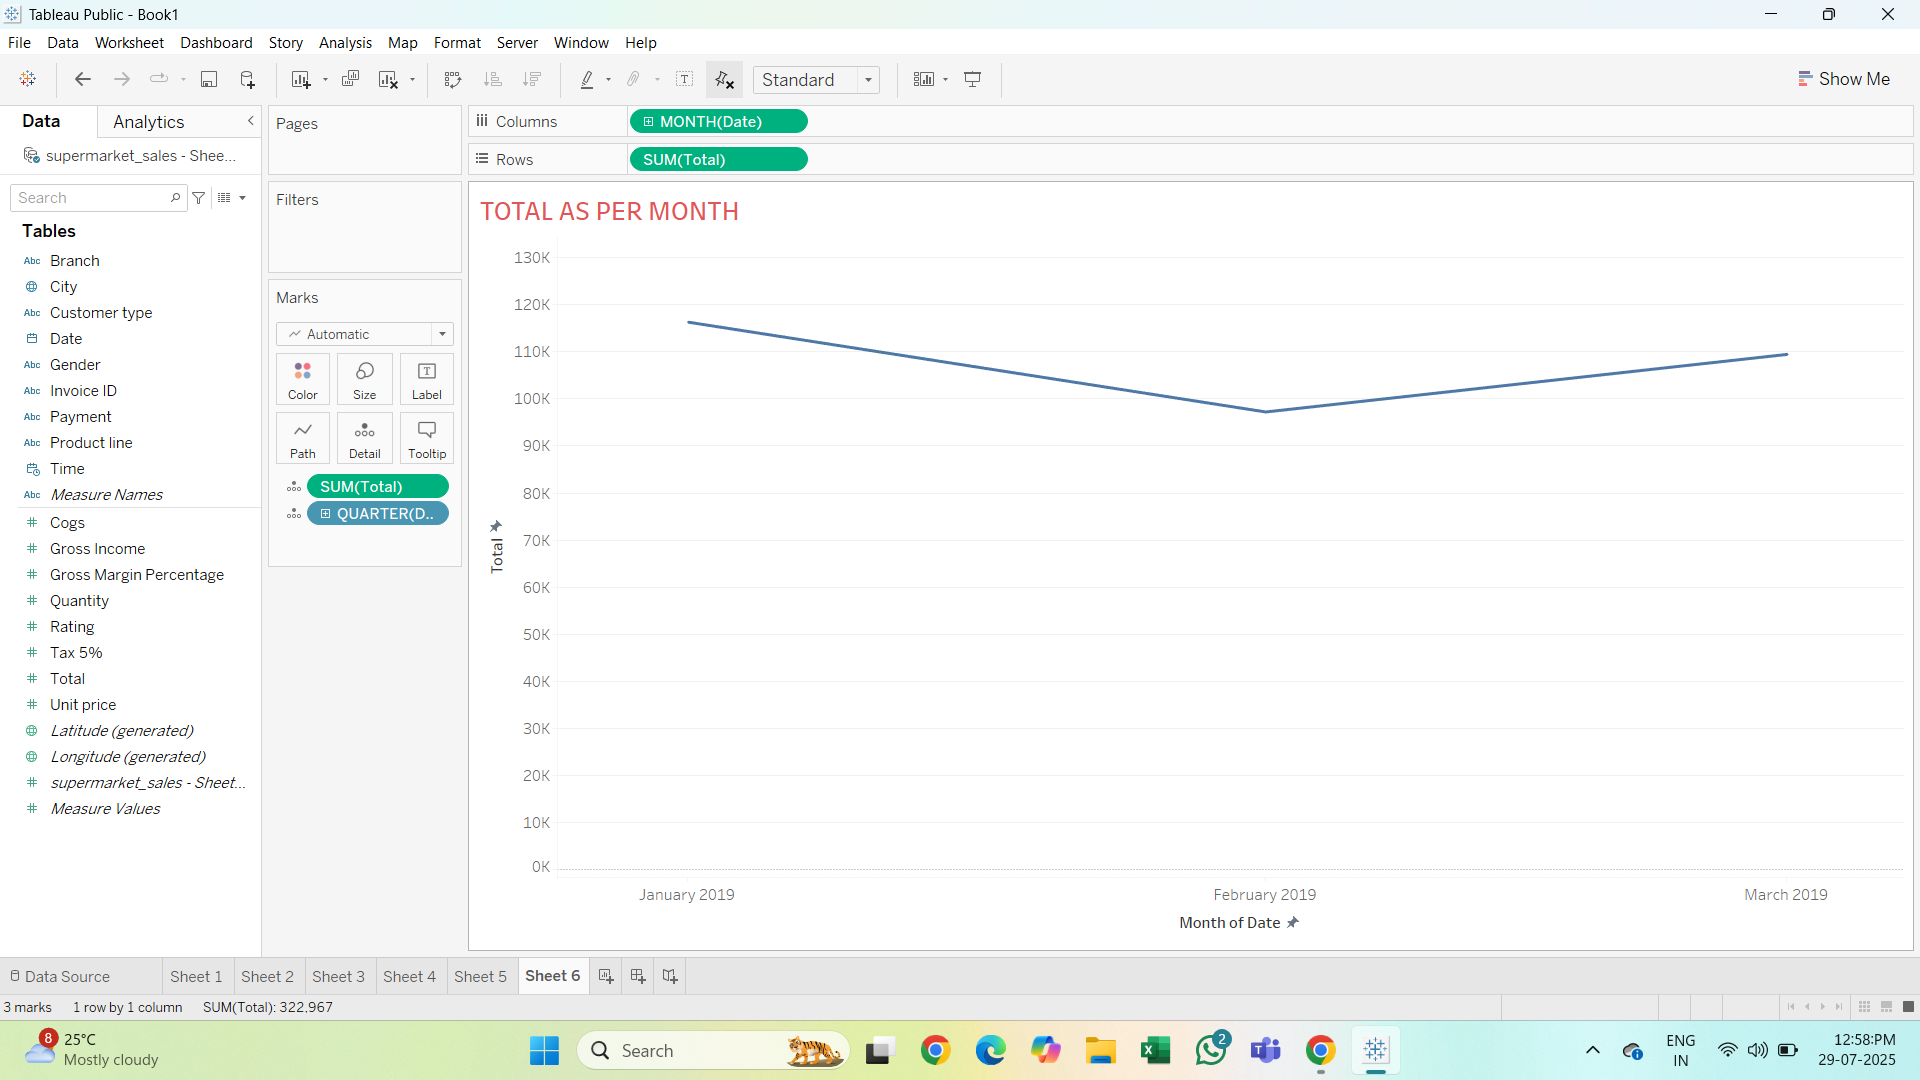 Tableau Public - Book1
File Data Worksheet Dashboard Story Analysis Map Format Server Window Help
Standard
Show Me
Data
Analytics
supermarket_sales - Shee...
Search
Tables
Abc Branch
City
Abc Customer type
Date
Abc Gender
Abc Invoice ID
Abc Payment
Abc Product line
Time
Abc Measure Names
# Cogs
# Gross Income
# Gross Margin Percentage
# Quantity
# Rating
# Tax 5%
# Total
# Unit price
Latitude (generated)
Longitude (generated)
# supermarket_sales - Sheet...
# Measure Values
Pages
Filters
Marks
Automatic
Color Size Label
Path Detail Tooltip
SUM(Total)
QUARTER(D..
Columns MONTH(Date)
Rows SUM(Total)
TOTAL AS PER MONTH
130K
120K
110K
100K
90K
80K
70K
60K
50K
40K
30K
20K
10K
0K
Total
January 2019 February 2019 March 2019
Month of Date
Data Source Sheet 1 Sheet 2 Sheet 3 Sheet 4 Sheet 5 Sheet 6
3 marks 1 row by 1 column SUM(Total): 322,967
8
25°C
Mostly cloudy
Search
2
ENG
IN
12:58:PM
29-07-2025